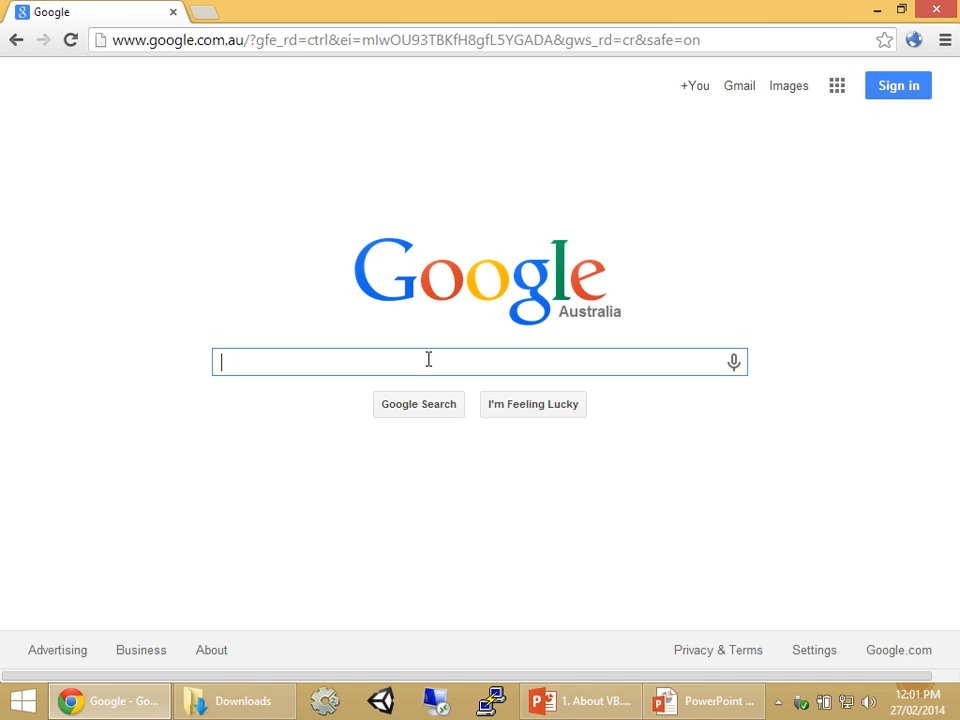 Google
www.google.com.au/?gfe_rd=ctrl&ei=mIwOU93TBKfH8gfL5YGADA&gws_rd=cr&safe=on
+You Gmail Images Sign in
Google
Australia
Google Search I'm Feeling Lucky
Advertising Business About Privacy & Terms Settings Google.com
Google - Go... Downloads 1. About VB.... PowerPoint ... 12:01 PM
27/02/2014